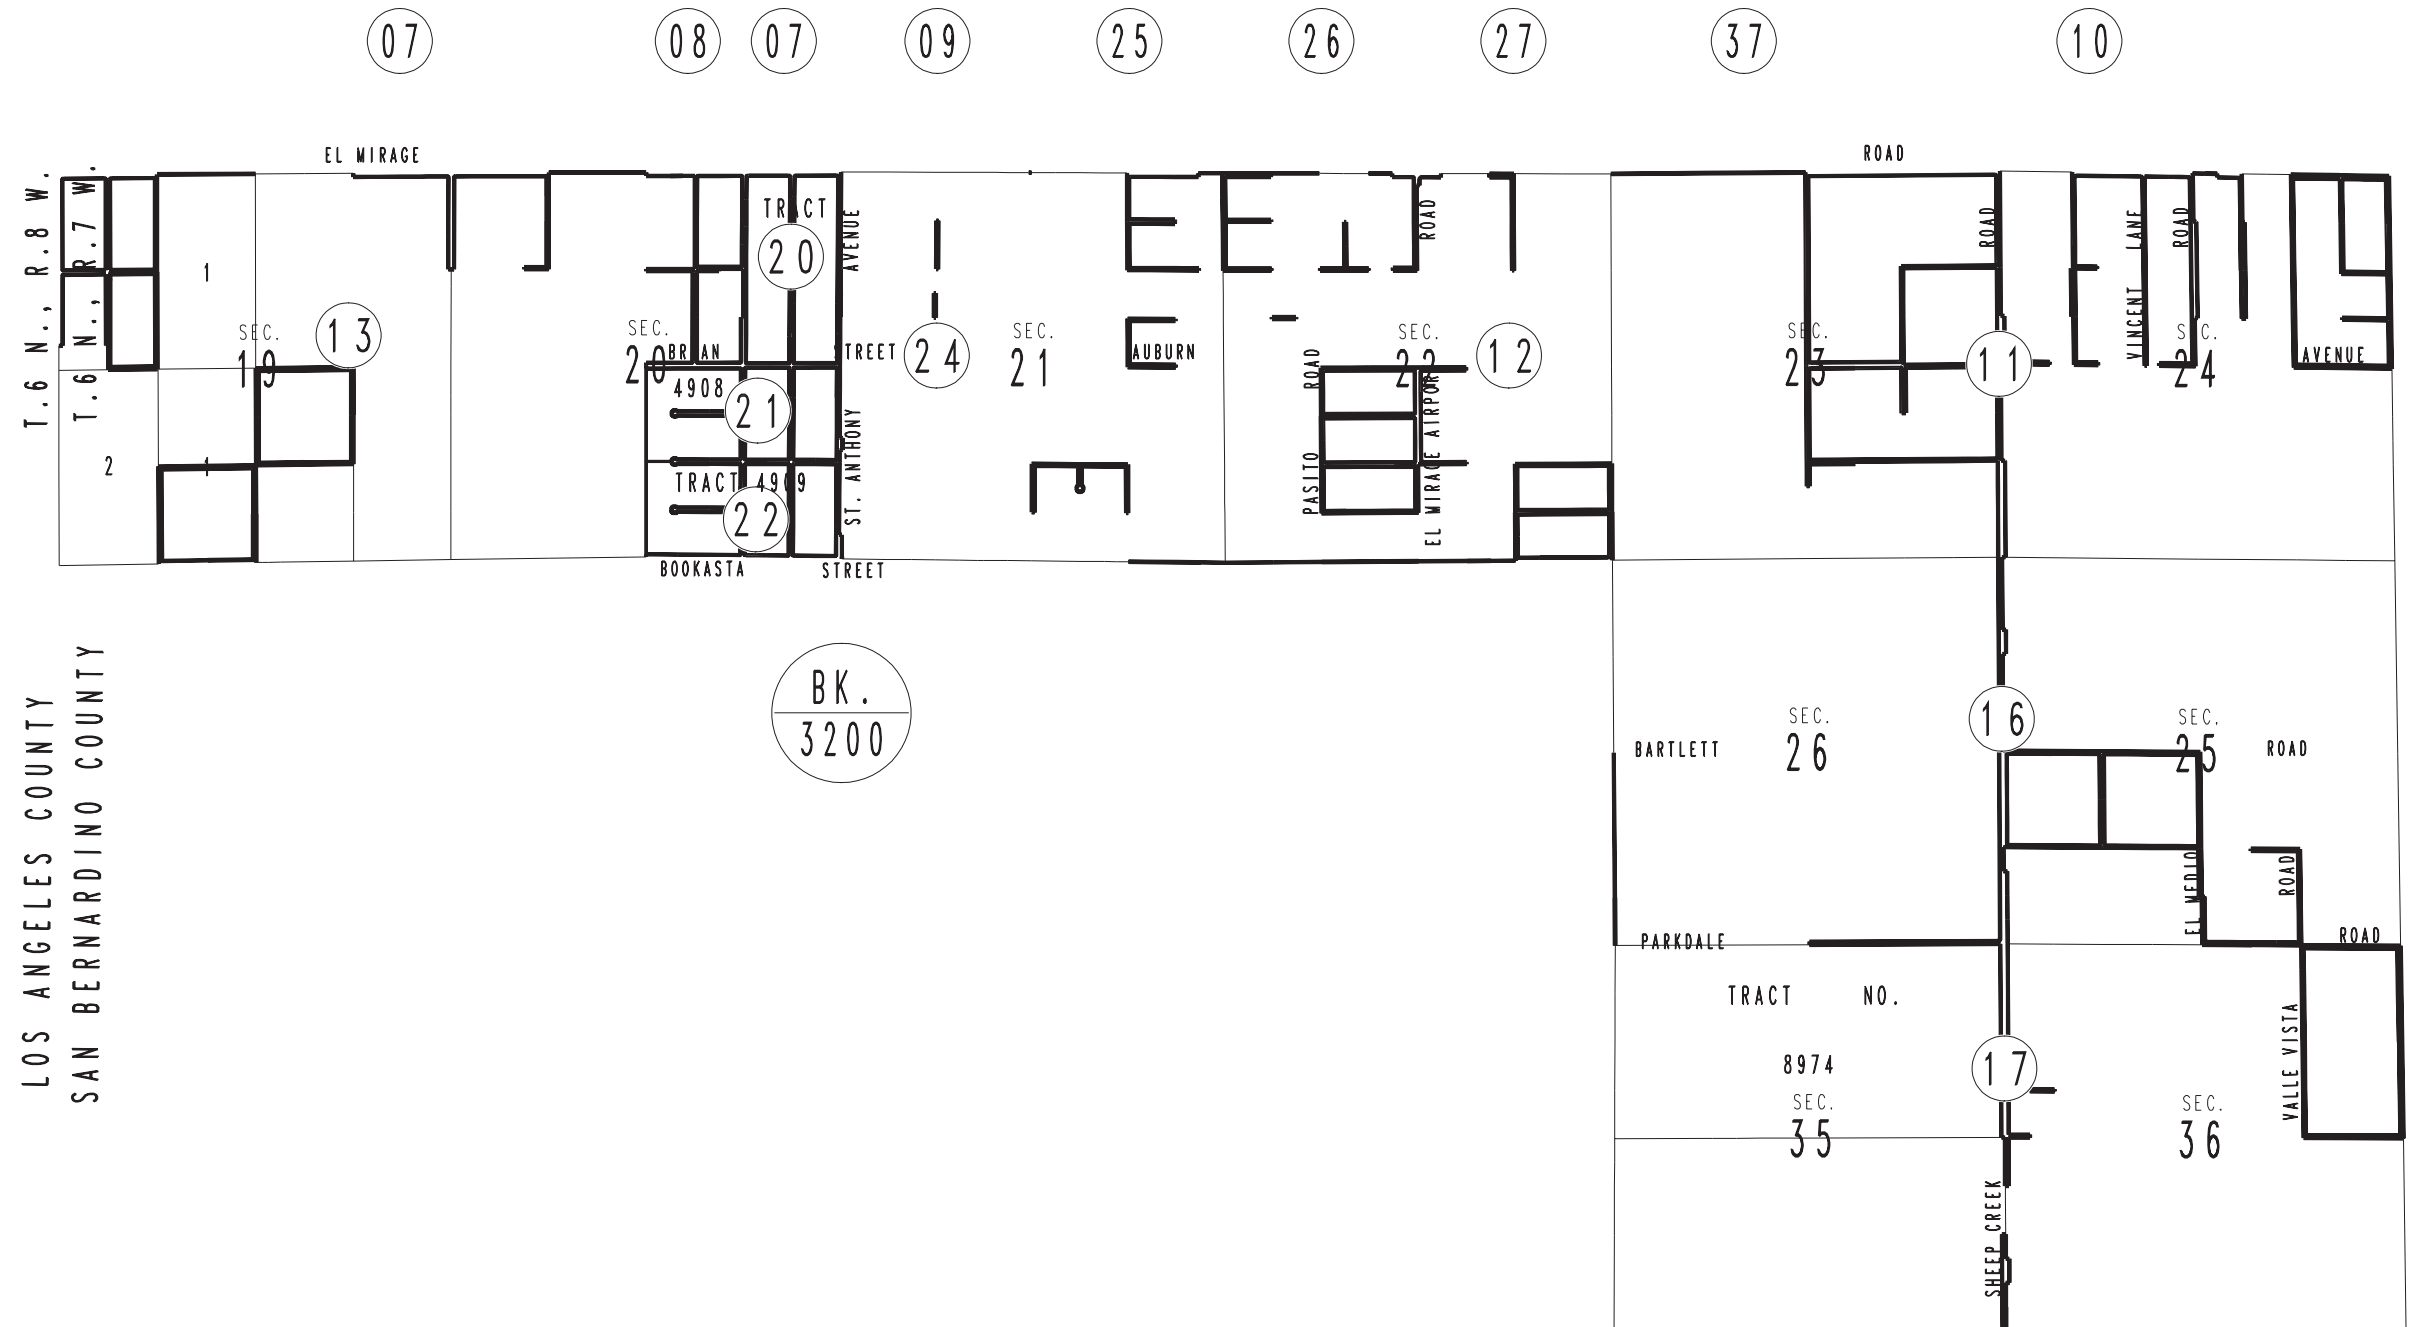 07 08 07 09 25 26 27 37 10
EL MIRAGE ROAD
T.6 N., R.8 W.
T.6 N., R.7 W.
1
SEC. 19
13
2
1
SEC. 20
TRACT
20
BRIAN STREET
4908
21
TRACT 4909
22
BOOKASTA STREET
ST. ANTHONY AVENUE
24
SEC. 21
AUBURN AVENUE
PASITO ROAD
SEC. 22
EL MIRAGE AIRPORT ROAD
12
SEC. 23
ROAD
11
VINCENT LANE
ROAD
SEC. 24
LOS ANGELES COUNTY
SAN BERNARDINO COUNTY
BK.
3200
SEC. 26
16
SEC. 25
BARTLETT ROAD
EL MEDIO
ROAD
PARKDALE ROAD
TRACT NO.
8974
17
SEC. 35
SEC. 36
VALLE VISTA
SHEEP CREEK